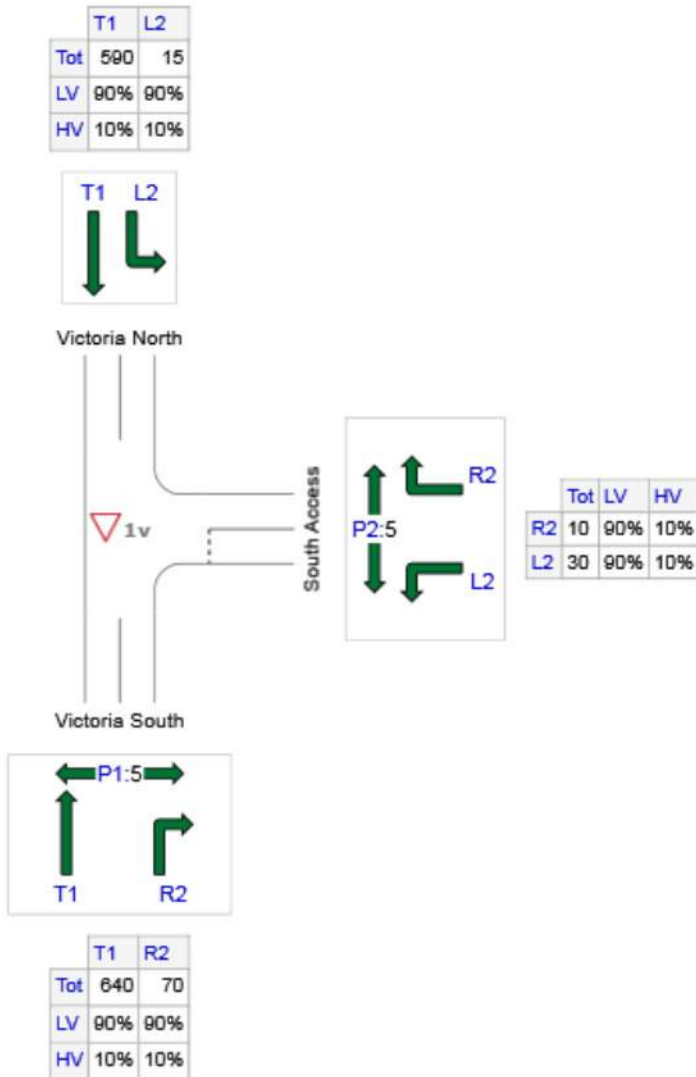 T1 L2
Tot 590 15
LV 90% 90%
HV 10% 10%
T1 L2
Victoria North
1v
South Access
R2
P2:5
L2
Tot LV HV
R2 10 90% 10%
L2 30 90% 10%
Victoria South
P1:5
T1 R2
T1 R2
Tot 640 70
LV 90% 90%
HV 10% 10%